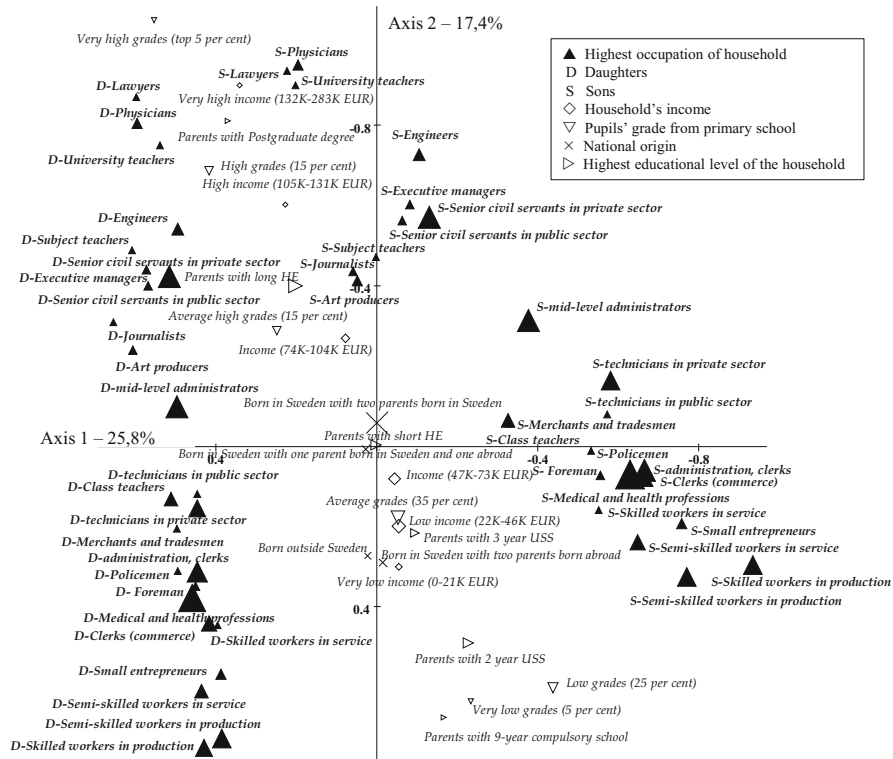 Axis 2 – 17,4%
Very high grades (top 5 per cent)
S-Physicians
S-Lawyers
S-University teachers
D-Lawyers
Very high income (132K-283K EUR)
D-Physicians
Parents with Postgraduate degree
-0.8
S-Engineers
D-University teachers
High grades (15 per cent)
High income (105K-131K EUR)
▲ Highest occupation of household
D Daughters
S Sons
◇ Household's income
▽ Pupils' grade from primary school
× National origin
▷ Highest educational level of the household
S-Executive managers
S-Senior civil servants in private sector
D-Engineers
S-Senior civil servants in public sector
D-Subject teachers
S-Subject teachers
D-Senior civil servants in private sector
S-Journalists
D-Executive managers
Parents with long HE
-0.4
D-Senior civil servants in public sector
S-Art producers
S-mid-level administrators
Average high grades (15 per cent)
D-Journalists
Income (74K-104K EUR)
D-Art producers
S-technicians in private sector
D-mid-level administrators
S-technicians in public sector
Born in Sweden with two parents born in Sweden
S-Merchants and tradesmen
Axis 1 – 25,8%
Parents with short HE
S-Class teachers
0.4
Born in Sweden with one parent born in Sweden and one abroad
-0.4
S-Policemen
-0.8
D-technicians in public sector
Income (47K-73K EUR)
S- Foreman
S-administration, clerks
S-Clerks (commerce)
D-Class teachers
Average grades (35 per cent)
S-Medical and health professions
D-technicians in private sector
Low income (22K-46K EUR)
S-Skilled workers in service
S-Small entrepreneurs
D-Merchants and tradesmen
Parents with 3 year USS
S-Semi-skilled workers in service
D-administration, clerks
Born outside Sweden
Born in Sweden with two parents born abroad
D-Policemen
Very low income (0-21K EUR)
S-Skilled workers in production
D- Foreman
S-Semi-skilled workers in production
0.4
D-Medical and health professions
D-Clerks (commerce)
D-Skilled workers in service
Parents with 2 year USS
D-Small entrepreneurs
Low grades (25 per cent)
D-Semi-skilled workers in service
Very low grades (5 per cent)
D-Semi-skilled workers in production
Parents with 9-year compulsory school
D-Skilled workers in production